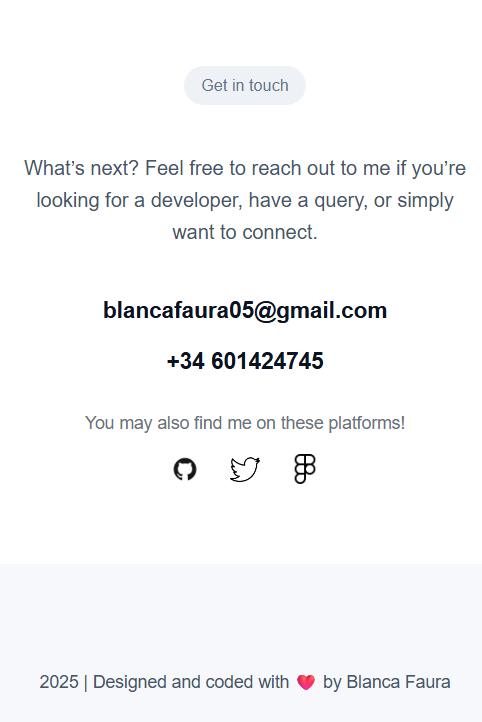 Get in touch
What’s next? Feel free to reach out to me if you’re
looking for a developer, have a query, or simply
want to connect.
blancafaura05@gmail.com
+34 601424745
You may also find me on these platforms!
2025 | Designed and coded with ❤️ by Blanca Faura